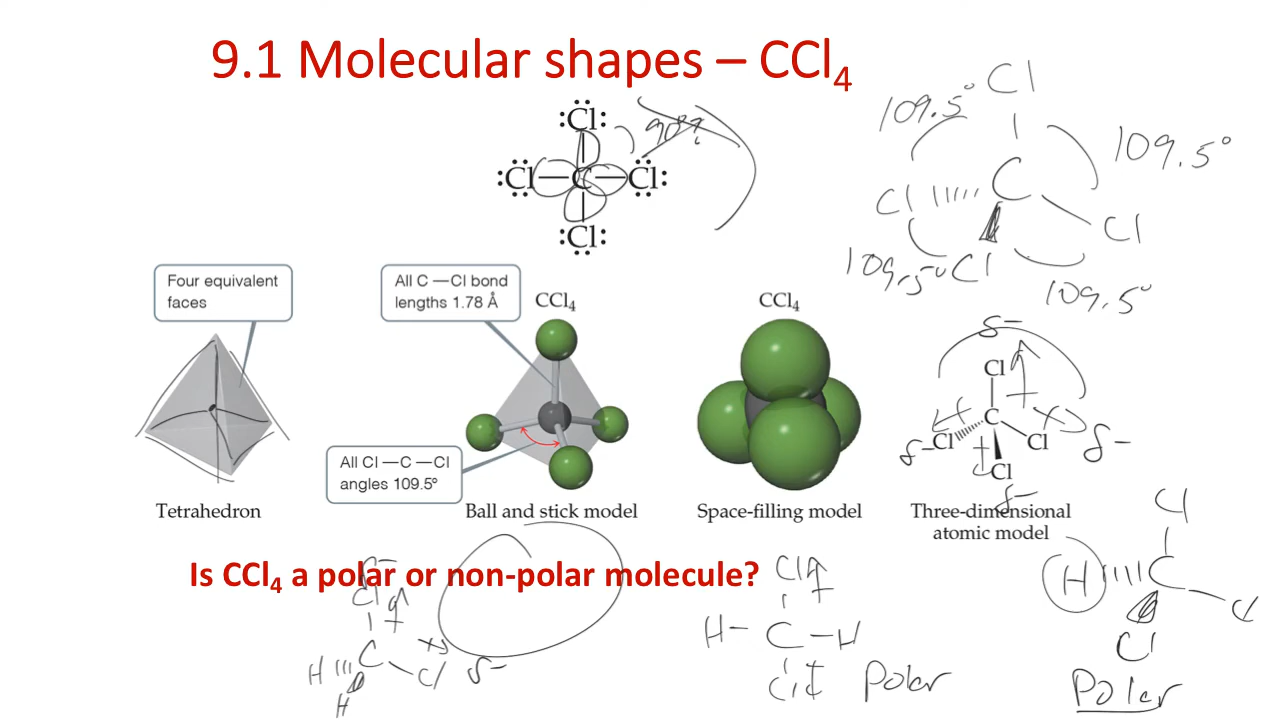 9.1 Molecular shapes – CCl4
:Cl:
90°?
:Cl — C — Cl:
:Cl:
109.5°
Cl
109.5°
Cl C Cl
109.5° Cl
109.5°
Four equivalent
faces
All C — Cl bond
lengths 1.78 Å
CCl4
CCl4
All Cl — C — Cl
angles 109.5º
δ−
Cl
C
δ− Cl Cl δ−
Cl
δ−
Tetrahedron
Ball and stick model
Space-filling model
Three-dimensional
atomic model
Is CCl4 a polar or non-polar molecule?
δ−
Cl
C
H Cl δ−
H
Cl
H – C – H
Cl Polar
Cl
H C Cl
Cl
Polar